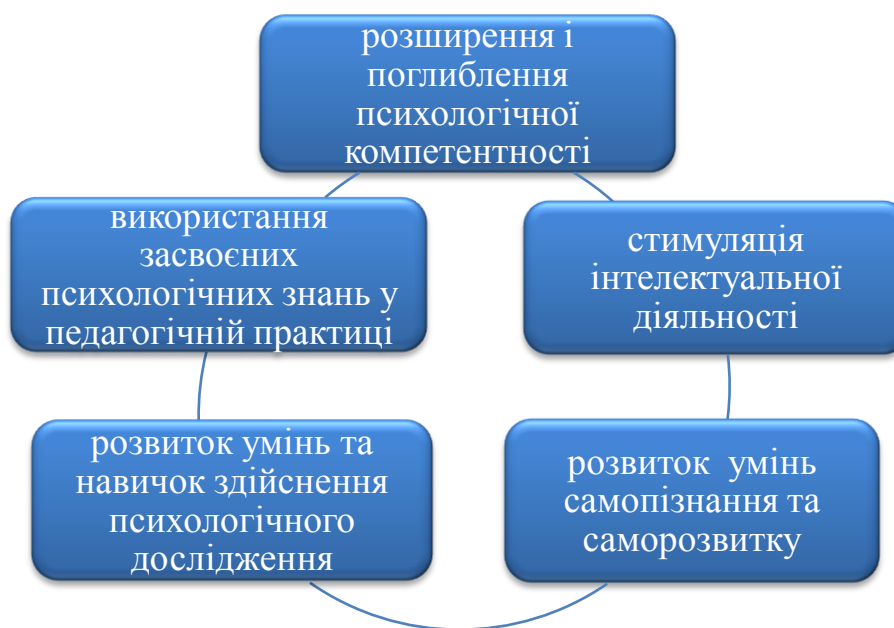 розширення і
поглиблення
психологічної
компетентності
використання
засвоєних
психологічних знань у
педагогічній практиці
стимуляція
інтелектуальної
діяльності
розвиток умінь та
навичок здійснення
психологічного
дослідження
розвиток умінь
самопізнання та
саморозвитку